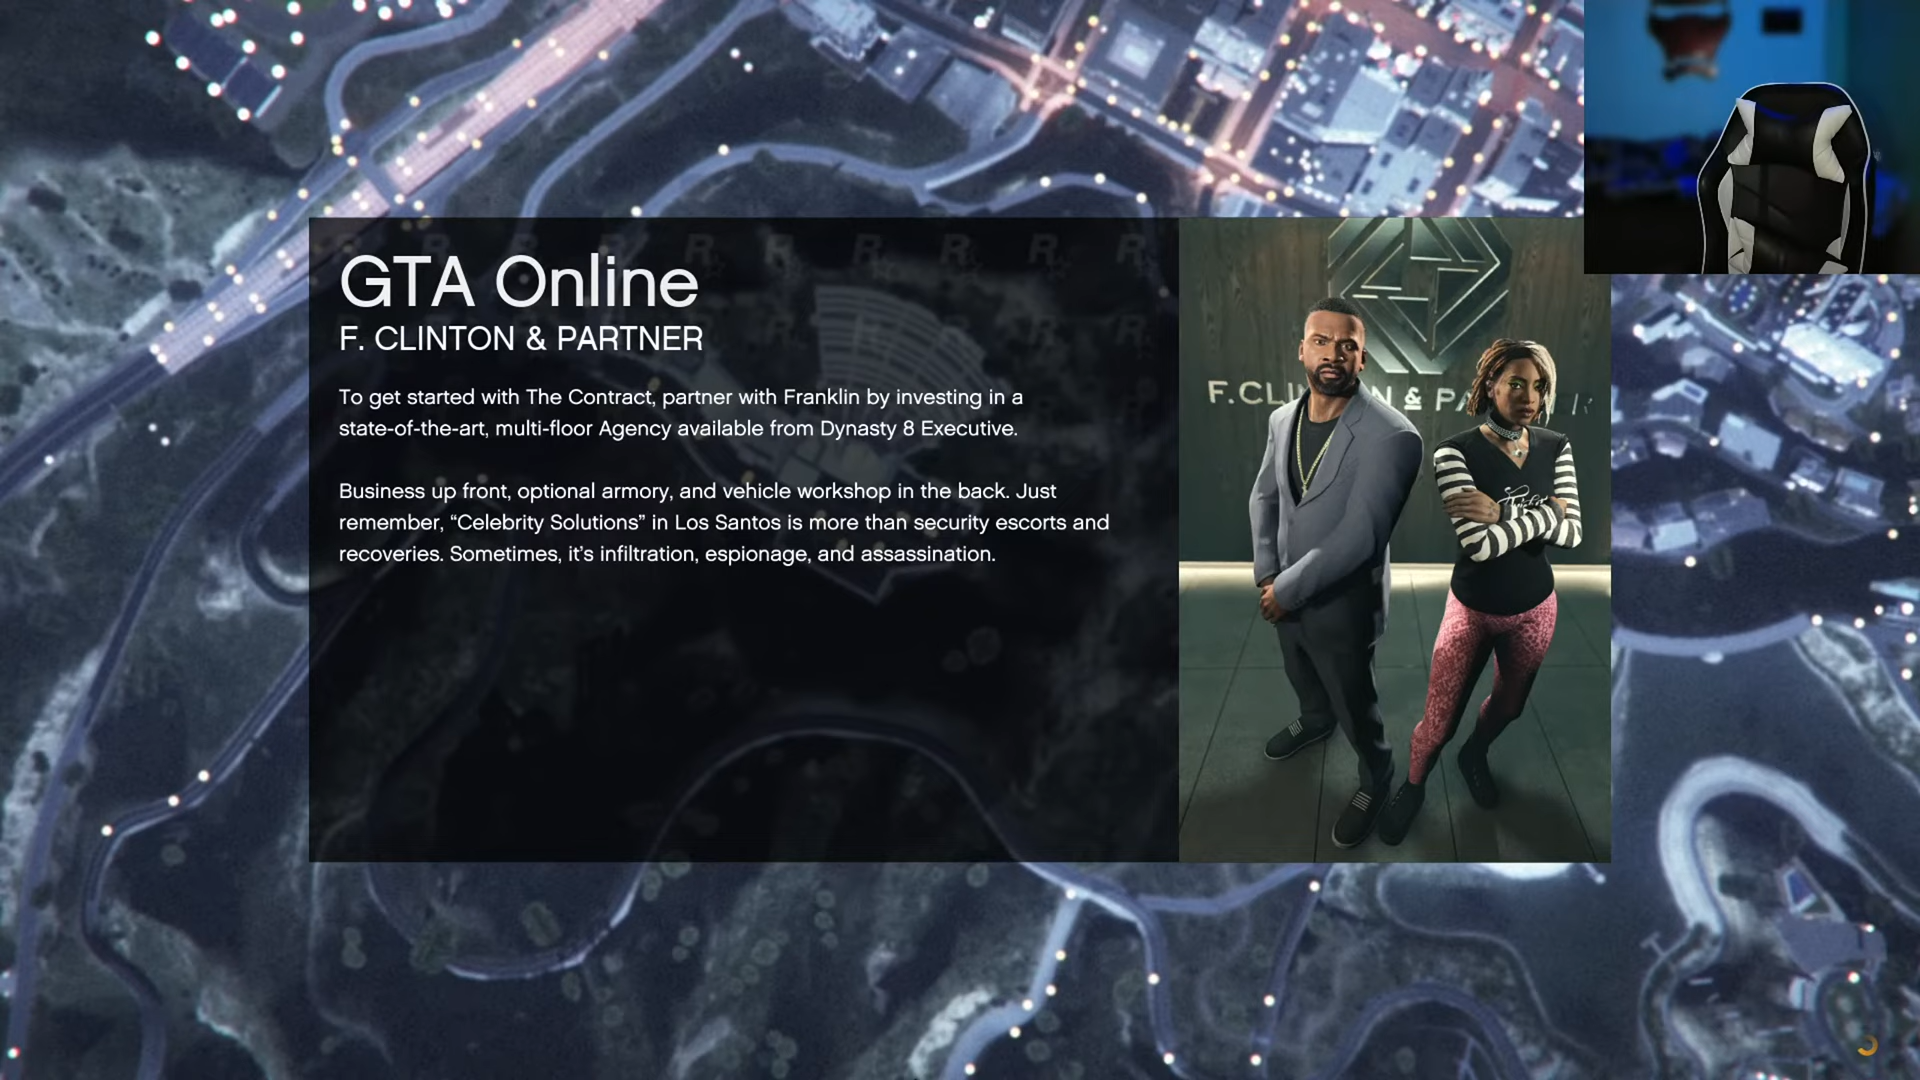 GTA Online
F. CLINTON & PARTNER
To get started with The Contract, partner with Franklin by investing in a
state-of-the-art, multi-floor Agency available from Dynasty 8 Executive.
Business up front, optional armory, and vehicle workshop in the back. Just
remember, “Celebrity Solutions” in Los Santos is more than security escorts and
recoveries. Sometimes, it's infiltration, espionage, and assassination.
F.CLI N & PA R